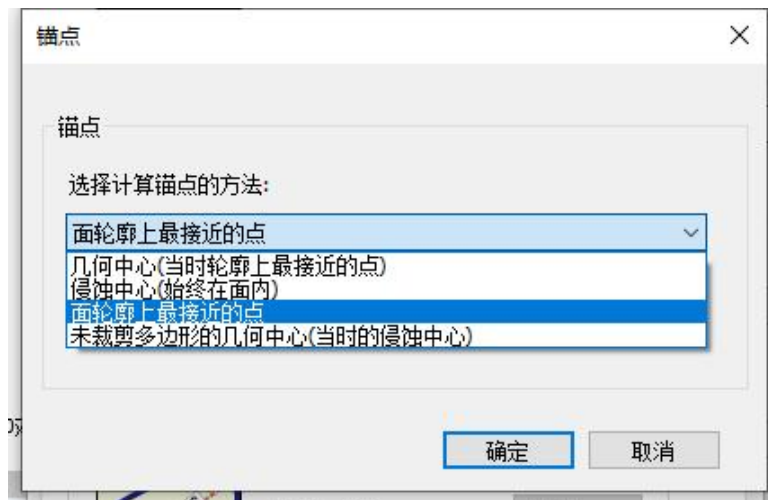 锚点
锚点
选择计算锚点的方法:
面轮廓上最接近的点
几何中心(当时轮廓上最接近的点)
侵蚀中心(始终在面内)
面轮廓上最接近的点
未裁剪多边形的几何中心(当时的侵蚀中心)
确定
取消